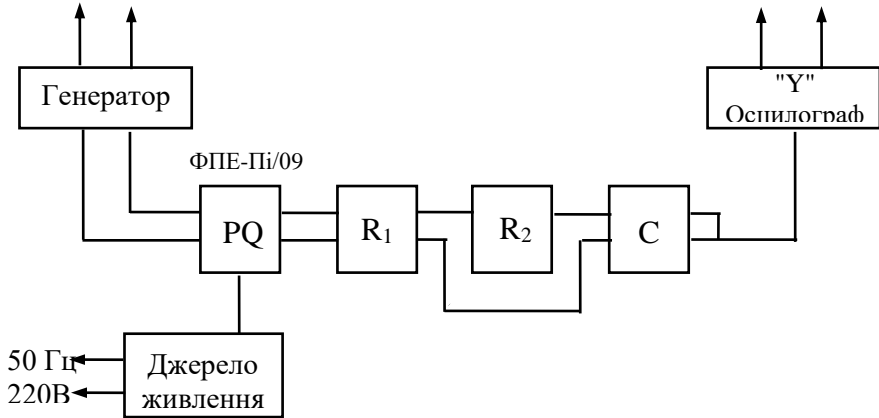 Генератор
"Y"
Осцилограф
ФПЕ-Пі/09
PQ
R1
R2
C
50 Гц
220В
Джерело
живлення